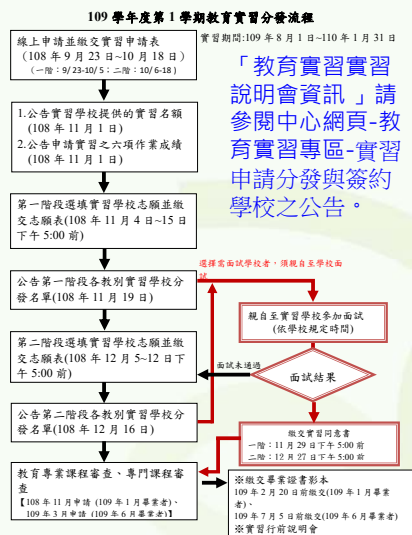 109 學年度第 1 學期教育實習分發流程
實習期間:109 年 8 月 1 日~110 年 1 月 31 日
線上申請並繳交實習申請表
（108 年 9 月 23 日~10 月 18 日）
（一階：9/ 23-10/ 5：二階：10/ 6-18 ）
「教育實習實習
說明會資訊 」請
參閱中心網頁-教
育實習專區-實習
申請分發與簽約
學校之公告。
1.公告實習學校提供的實習名額
(108 年 11 月 1 日)
2.公告申請實習之六項作業成績
(108 年 11 月 1 日)
第一階段選填實習學校志願並繳
交志願表(108 年 11 月 4 日~15 日
下午 5:00 前)
選擇需面試學校者，須親自至學校面
試
公告第一階段各教別實習學校分
發名單(108 年 11 月 19 日)
親自至實習學校參加面試
(依學校規定時間)
第二階段選填實習學校志願並繳
交志願表(108 年 12 月 5~12 日下
午 5:00 前)
面試未通過
面試結果
公告第二階段各教別實習學校分
發名單(108 年 12 月 16 日)
繳交實習同意書
一階：11 月 29 日下午 5:00 前
二階：12 月 27 日下午 5:00 前
教育專業課程審查、專門課程審
查
【108 年 11 月申請 (109 年 1 月畢業者)、
109 年 3 月申請 (109 年 6 月畢業者)】
※繳交畢業證書影本
109 年 2 月 20 日前繳交(109 年 1 月畢業
者)、
109 年 7 月 5 日前繳交(109 年 6 月畢業者)
※實習行前說明會